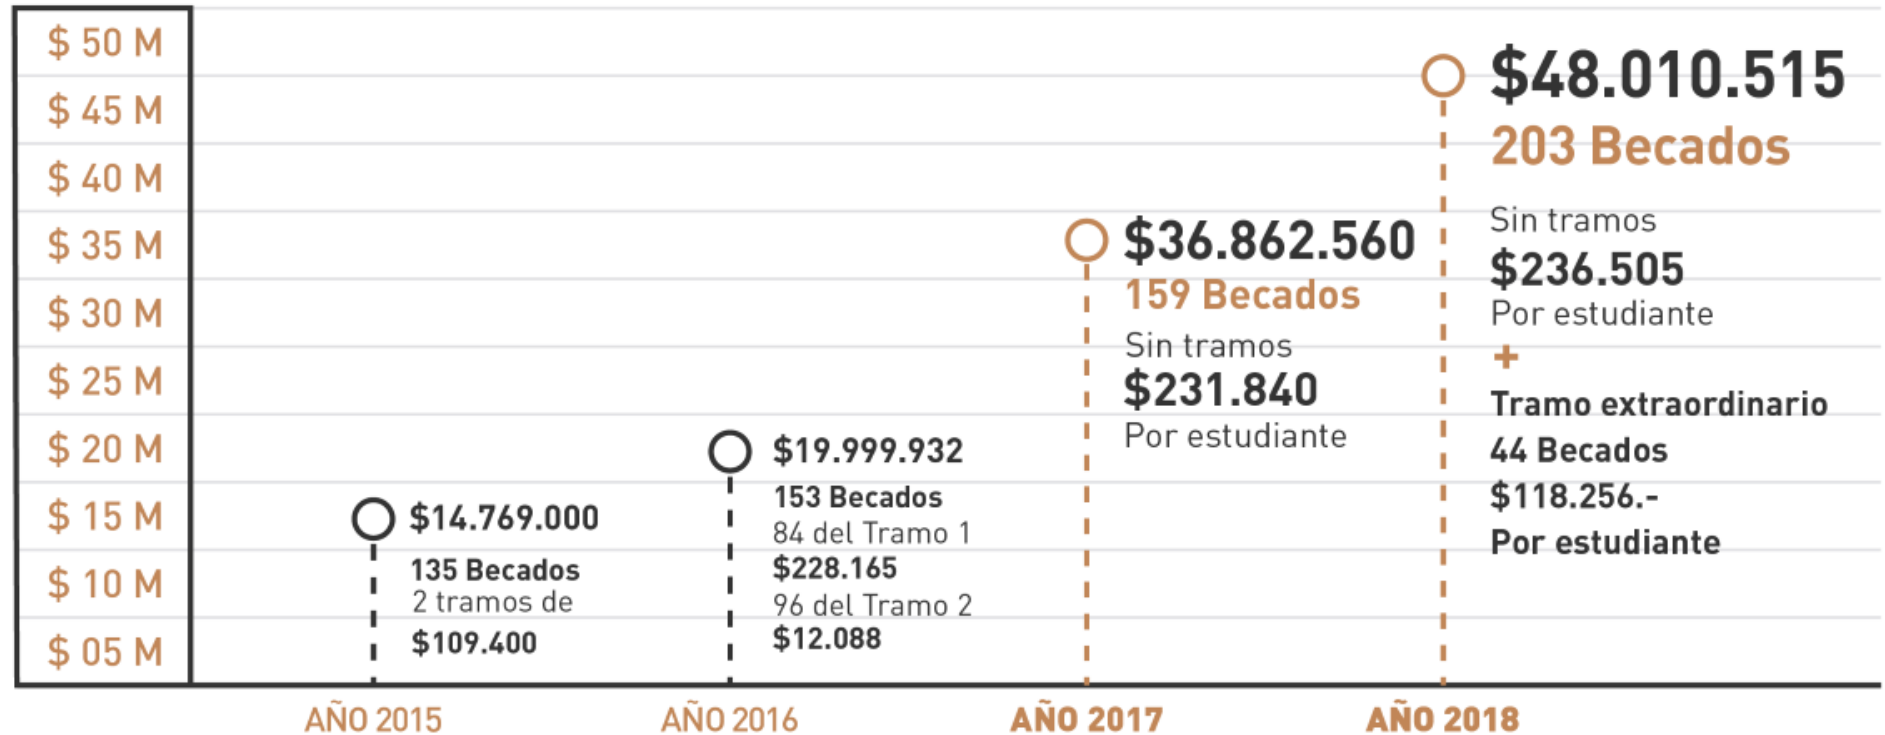 $ 50 M
$ 45 M
$ 40 M
$ 35 M
$ 30 M
$ 25 M
$ 20 M
$ 15 M
$ 10 M
$ 05 M
$14.769.000
135 Becados
2 tramos de
$109.400
AÑO 2015
$19.999.932
153 Becados
84 del Tramo 1
$228.165
96 del Tramo 2
$12.088
AÑO 2016
$36.862.560
159 Becados
Sin tramos
$231.840
Por estudiante
AÑO 2017
$48.010.515
203 Becados
Sin tramos
$236.505
Por estudiante
+
Tramo extraordinario
44 Becados
$118.256.-
Por estudiante
AÑO 2018